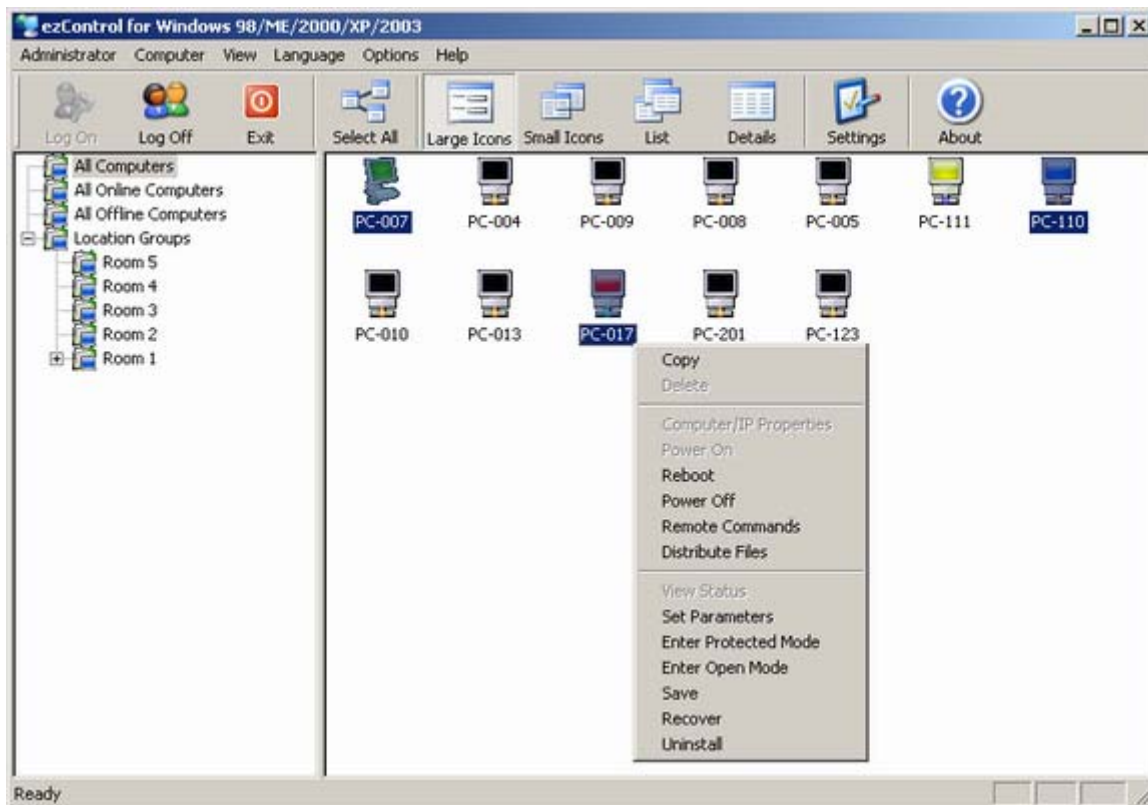 ezControl for Windows 98/ME/2000/XP/2003
Administrator Computer View Language Options Help
Log On Log Off Exit Select All Large Icons Small Icons List Details Settings About
All Computers
All Online Computers
All Offline Computers
Location Groups
Room 5
Room 4
Room 3
Room 2
Room 1
PC-007 PC-004 PC-009 PC-008 PC-005 PC-111 PC-110
PC-010 PC-013 PC-017 PC-201 PC-123
Copy
Delete
Computer/IP Properties
Power On
Reboot
Power Off
Remote Commands
Distribute Files
View Status
Set Parameters
Enter Protected Mode
Enter Open Mode
Save
Recover
Uninstall
Ready